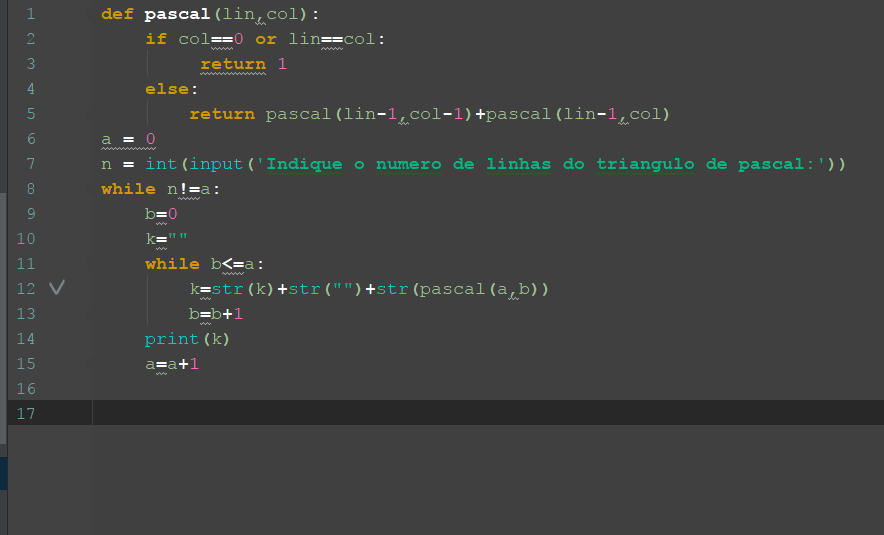 1 def pascal(lin,col):
2     if col==0 or lin==col:
3          return 1
4     else:
5         return pascal(lin-1,col-1)+pascal(lin-1,col)
6 a = 0
7 n = int(input('Indique o numero de linhas do triangulo de pascal:'))
8 while n!=a:
9     b=0
10     k=""
11     while b<=a:
12         k=str(k)+str("")+str(pascal(a,b))
13         b=b+1
14     print(k)
15     a=a+1
16
17